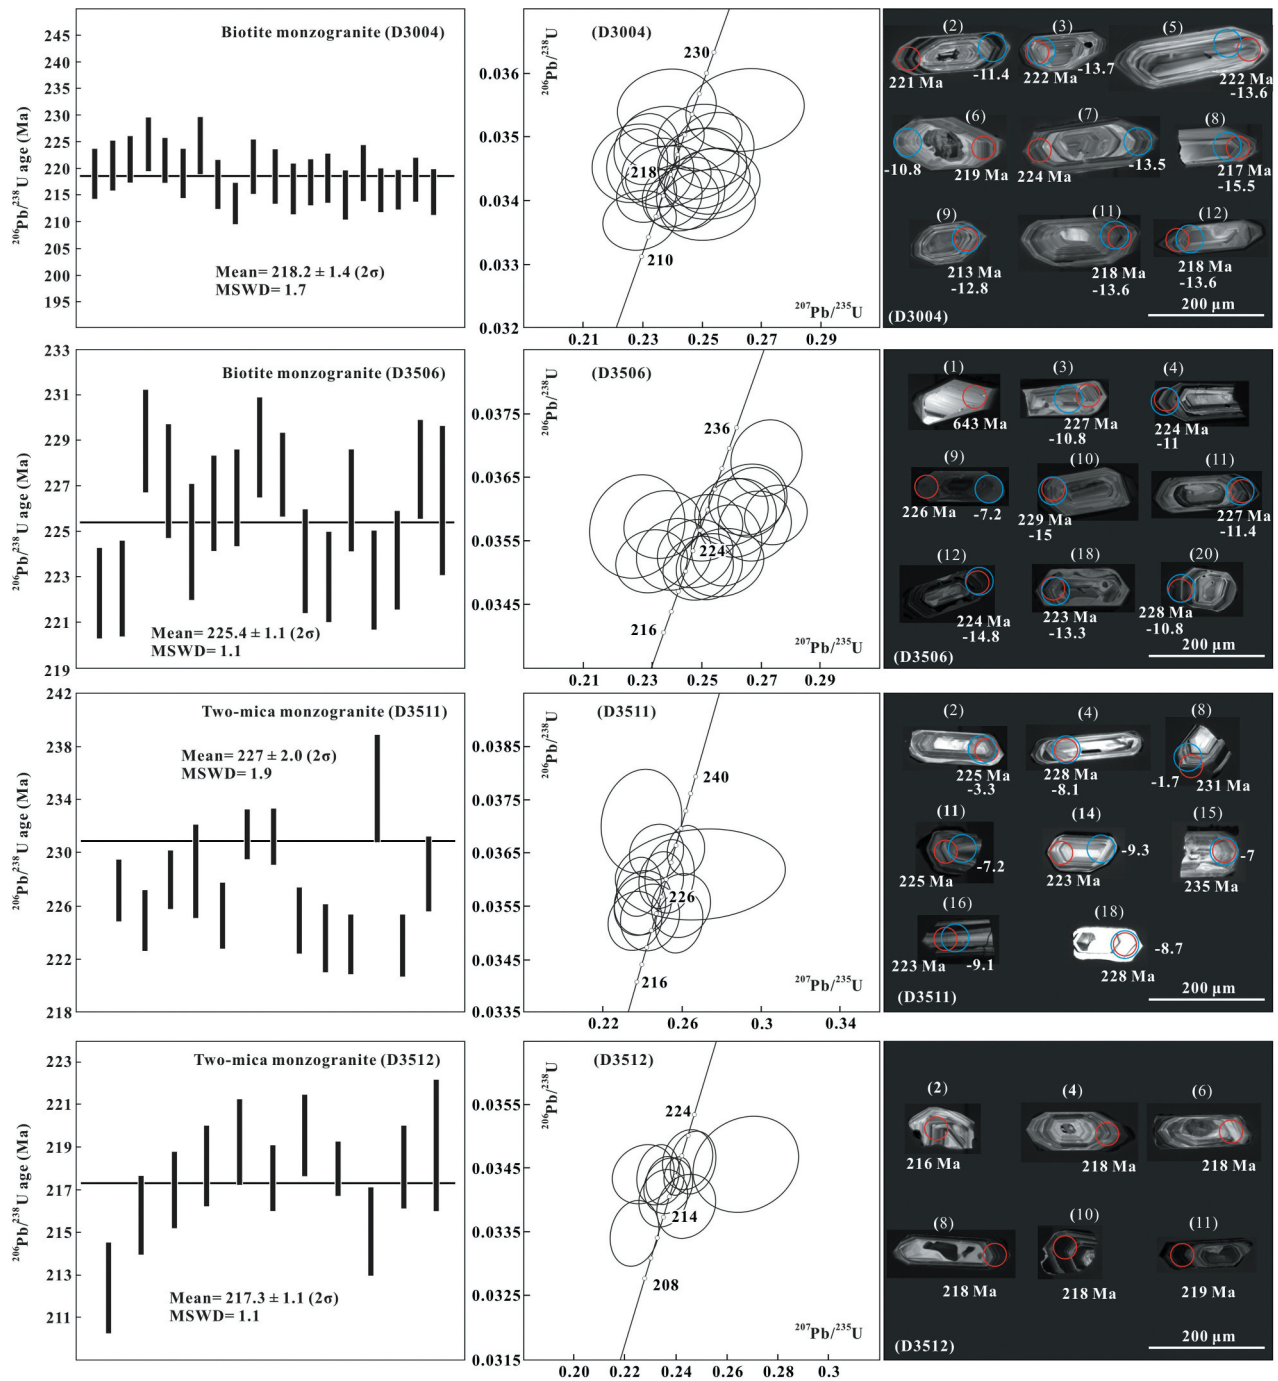 Biotite monzogranite (D3004)
²⁰⁶Pb/²³⁸U age (Ma)
245
240
235
230
225
220
215
210
205
200
195
190
Mean= 218.2 ± 1.4 (2σ)
MSWD= 1.7
(D3004)
²⁰⁶Pb/²³⁸U
0.036
0.035
0.034
0.033
0.032
230
218
210
²⁰⁷Pb/²³⁵U
0.21 0.23 0.25 0.27 0.29
(2) (3) (5)
221 Ma -11.4 222 Ma -13.7 222 Ma
-13.6
(6) (7) (8)
-10.8 219 Ma 224 Ma -13.5 217 Ma
-15.5
(9) (11) (12)
213 Ma 218 Ma 218 Ma
-12.8 -13.6 -13.6
(D3004) 200 μm
Biotite monzogranite (D3506)
²⁰⁶Pb/²³⁸U age (Ma)
233
231
229
227
225
223
221
219
Mean= 225.4 ± 1.1 (2σ)
MSWD= 1.1
(D3506)
²⁰⁶Pb/²³⁸U
0.0375
0.0365
0.0355
0.0345
236
224
216
0.21 0.23 0.25 0.27 0.29
(1) (3) (4)
643 Ma 227 Ma 224 Ma
-10.8 -11
(9) (10) (11)
226 Ma -7.2 229 Ma 227 Ma
-15 -11.4
(12) (18) (20)
224 Ma 223 Ma 228 Ma
-14.8 -13.3 -10.8
(D3506) 200 μm
Two-mica monzogranite (D3511)
²⁰⁶Pb/²³⁸U age (Ma)
242
238
234
230
226
222
218
Mean= 227 ± 2.0 (2σ)
MSWD= 1.9
(D3511)
²⁰⁶Pb/²³⁸U
0.0385
0.0375
0.0365
0.0355
0.0345
0.0335
240
226
216
²⁰⁷Pb/²³⁵U
0.22 0.26 0.3 0.34
(2) (4) (8)
225 Ma 228 Ma -1.7 231 Ma
-3.3 -8.1
(11) (14) (15)
225 Ma -7.2 223 Ma -9.3 235 Ma -7
(16) (18)
223 Ma -9.1 228 Ma -8.7
(D3511) 200 μm
Two-mica monzogranite (D3512)
²⁰⁶Pb/²³⁸U age (Ma)
223
221
219
217
215
213
211
Mean= 217.3 ± 1.1 (2σ)
MSWD= 1.1
(D3512)
²⁰⁶Pb/²³⁸U
0.0355
0.0345
0.0335
0.0325
0.0315
224
214
208
²⁰⁷Pb/²³⁵U
0.20 0.22 0.24 0.26 0.3
(2) (4) (6)
216 Ma 218 Ma 218 Ma
(8) (10) (11)
218 Ma 218 Ma 219 Ma
(D3512) 200 μm